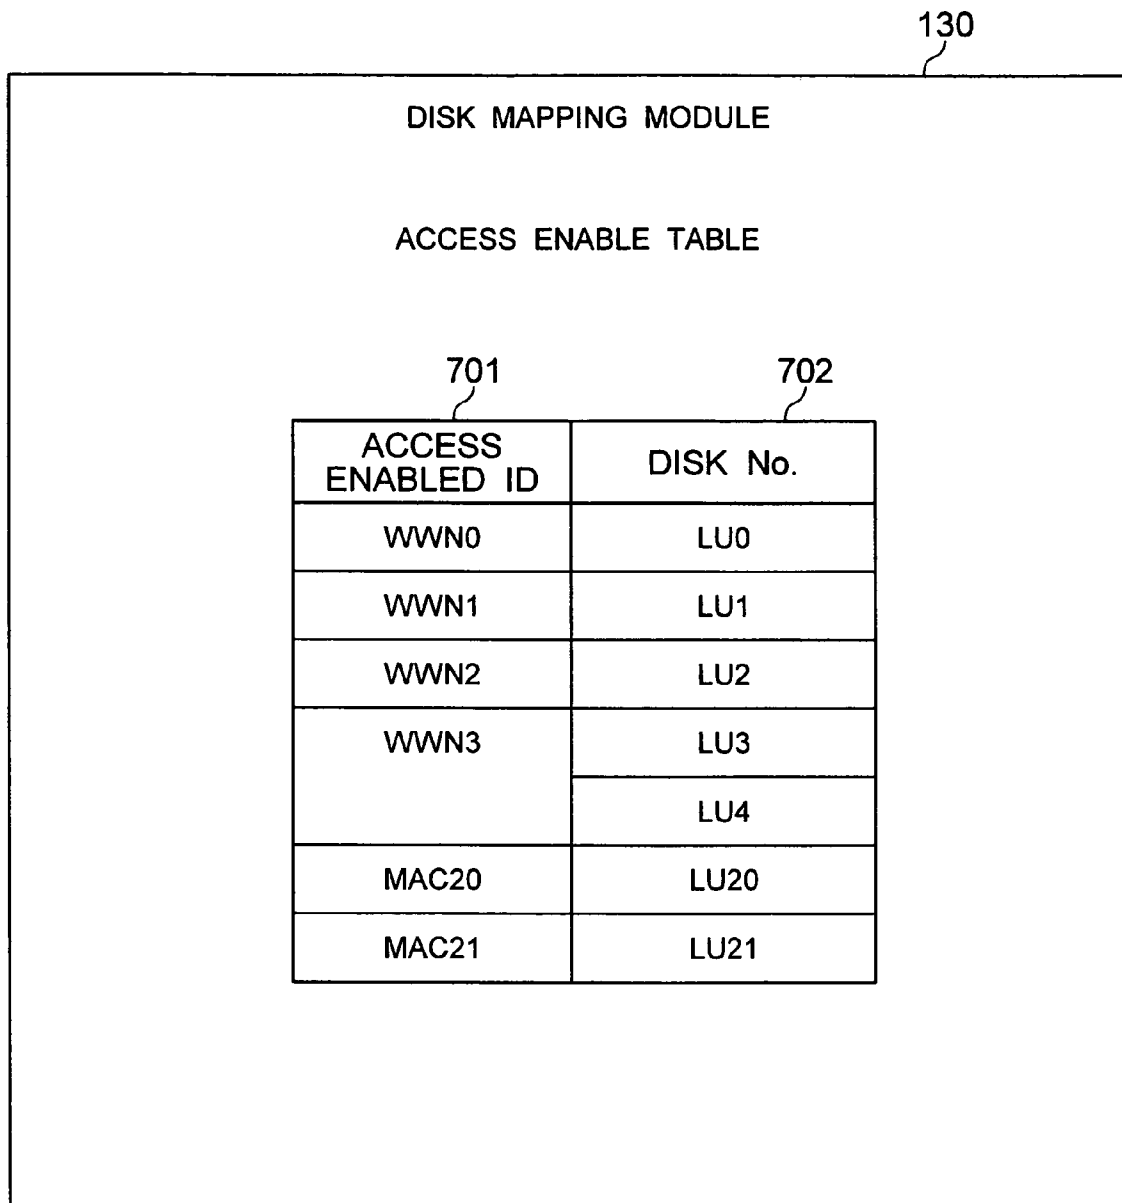 130
DISK MAPPING MODULE
ACCESS ENABLE TABLE
701 702
ACCESS
ENABLED ID
DISK No.
WWN0 LU0
WWN1 LU1
WWN2 LU2
WWN3 LU3
LU4
MAC20 LU20
MAC21 LU21